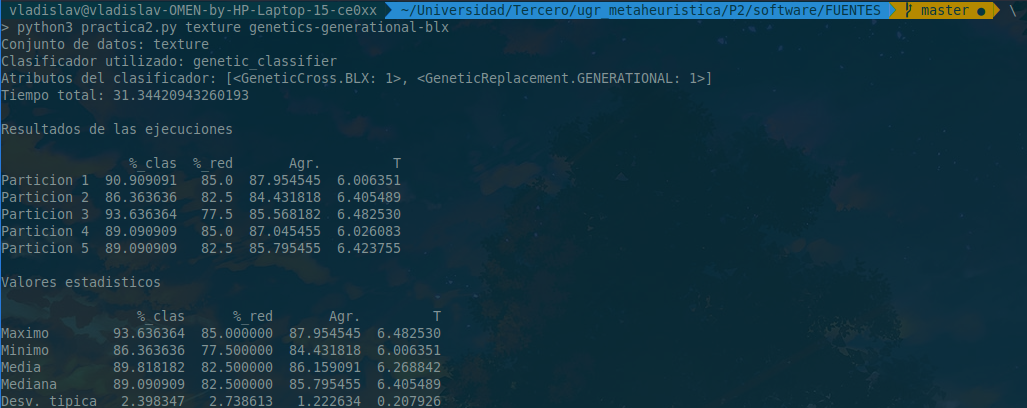 vladislav@vladislav-OMEN-by-HP-Laptop-15-ce0xx ~/Universidad/Tercero/ugr_metaheuristica/P2/software/FUENTES master ● \
> python3 practica2.py texture genetics-generational-blx
Conjunto de datos: texture
Clasificador utilizado: genetic_classifier
Atributos del clasificador: [<GeneticCross.BLX: 1>, <GeneticReplacement.GENERATIONAL: 1>]
Tiempo total: 31.34420943260193
Resultados de las ejecuciones
%_clas %_red Agr. T
Particion 1 90.909091 85.0 87.954545 6.006351
Particion 2 86.363636 82.5 84.431818 6.405489
Particion 3 93.636364 77.5 85.568182 6.482530
Particion 4 89.090909 85.0 87.045455 6.026083
Particion 5 89.090909 82.5 85.795455 6.423755
Valores estadisticos
%_clas %_red Agr. T
Maximo 93.636364 85.000000 87.954545 6.482530
Minimo 86.363636 77.500000 84.431818 6.006351
Media 89.818182 82.500000 86.159091 6.268842
Mediana 89.090909 82.500000 85.795455 6.405489
Desv. tipica 2.398347 2.738613 1.222634 0.207926